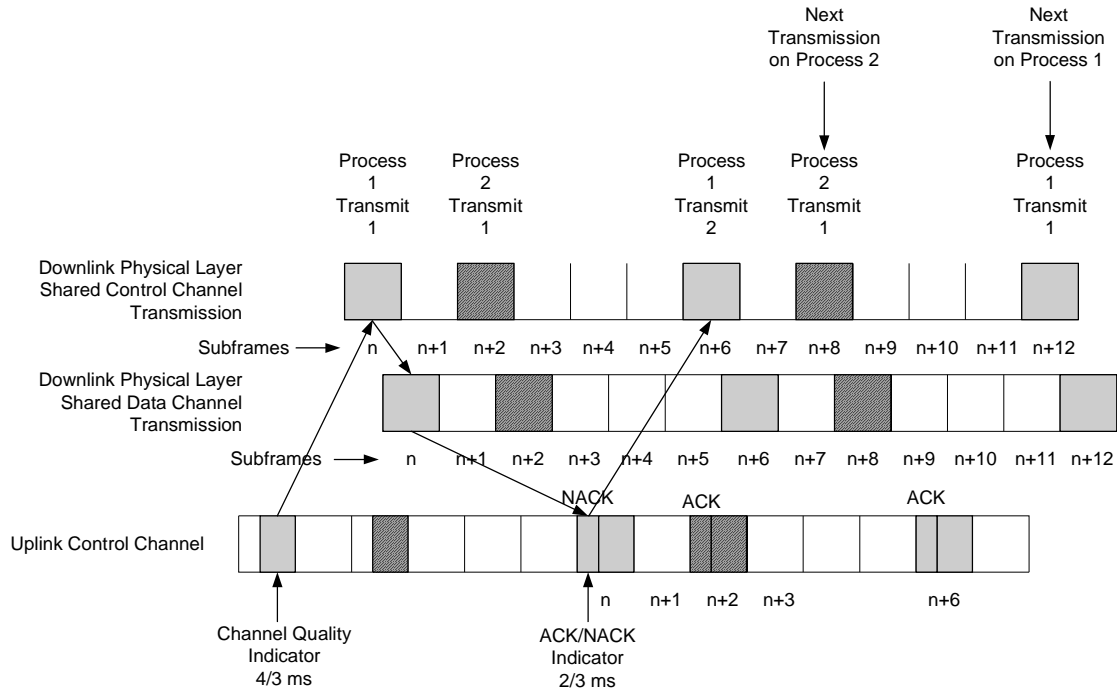 Next
Transmission
on Process 2
Next
Transmission
on Process 1
Process
1
Transmit
1
Process
2
Transmit
1
Process
1
Transmit
2
Process
2
Transmit
1
Process
1
Transmit
1
Downlink Physical Layer
Shared Control Channel
Transmission
Subframes
n n+1 n+2 n+3 n+4 n+5 n+6 n+7 n+8 n+9 n+10 n+11 n+12
Downlink Physical Layer
Shared Data Channel
Transmission
Subframes
n n+1 n+2 n+3 n+4 n+5 n+6 n+7 n+8 n+9 n+10 n+11 n+12
NACK ACK ACK
Uplink Control Channel
n n+1 n+2 n+3 n+6
Channel Quality
Indicator
4/3 ms
ACK/NACK
Indicator
2/3 ms